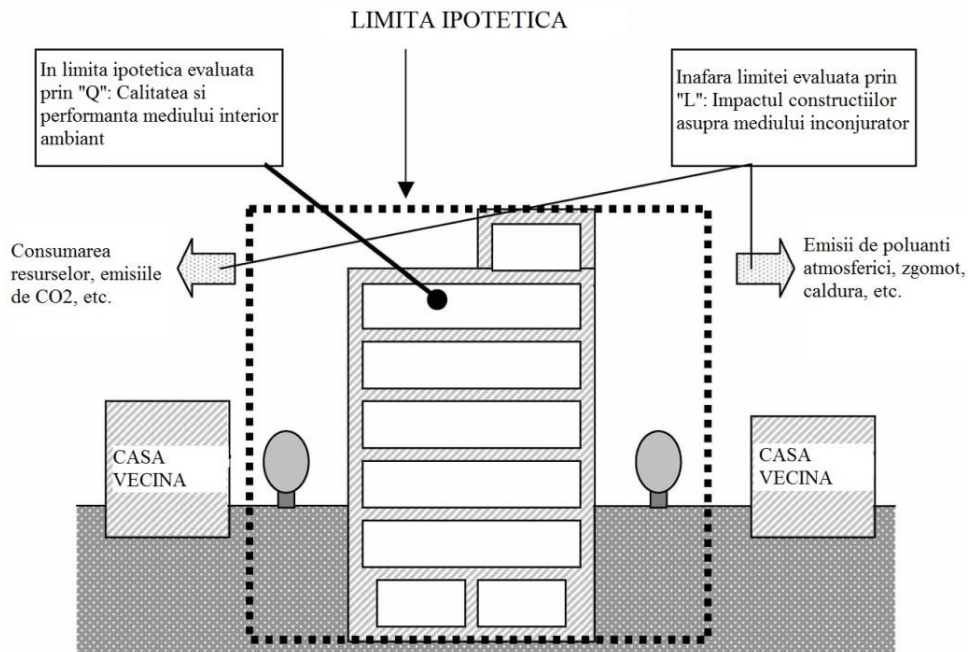 LIMITA IPOTETICA
In limita ipotetica evaluata
prin "Q": Calitatea si
performanta mediului interior
ambiant
Inafara limitei evaluata prin
"L": Impactul constructiilor
asupra mediului inconjurator
Consumarea
resurselor, emisiile
de CO2, etc.
Emisii de poluanti
atmosferici, zgomot,
caldura, etc.
CASA
VECINA
CASA
VECINA